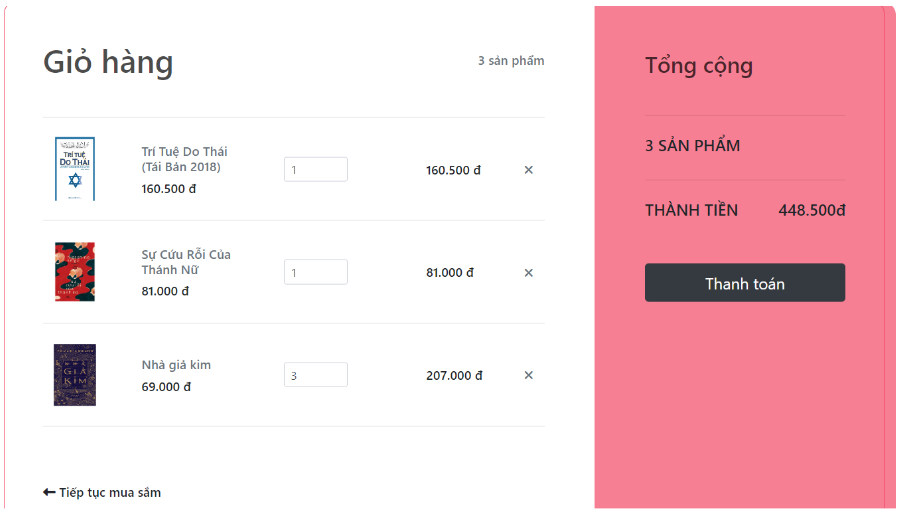 Giỏ hàng
3 sản phẩm
TRÍ TUỆ
DO THÁI
Trí Tuệ Do Thái
(Tái Bản 2018)
160.500 đ
1
160.500 đ
×
Sự Cứu Rỗi Của
Thánh Nữ
81.000 đ
1
81.000 đ
×
NHÀ
GIẢ
KIM
Nhà giả kim
69.000 đ
3
207.000 đ
×
Tiếp tục mua sắm
Tổng cộng
3 SẢN PHẨM
THÀNH TIỀN 448.500đ
Thanh toán